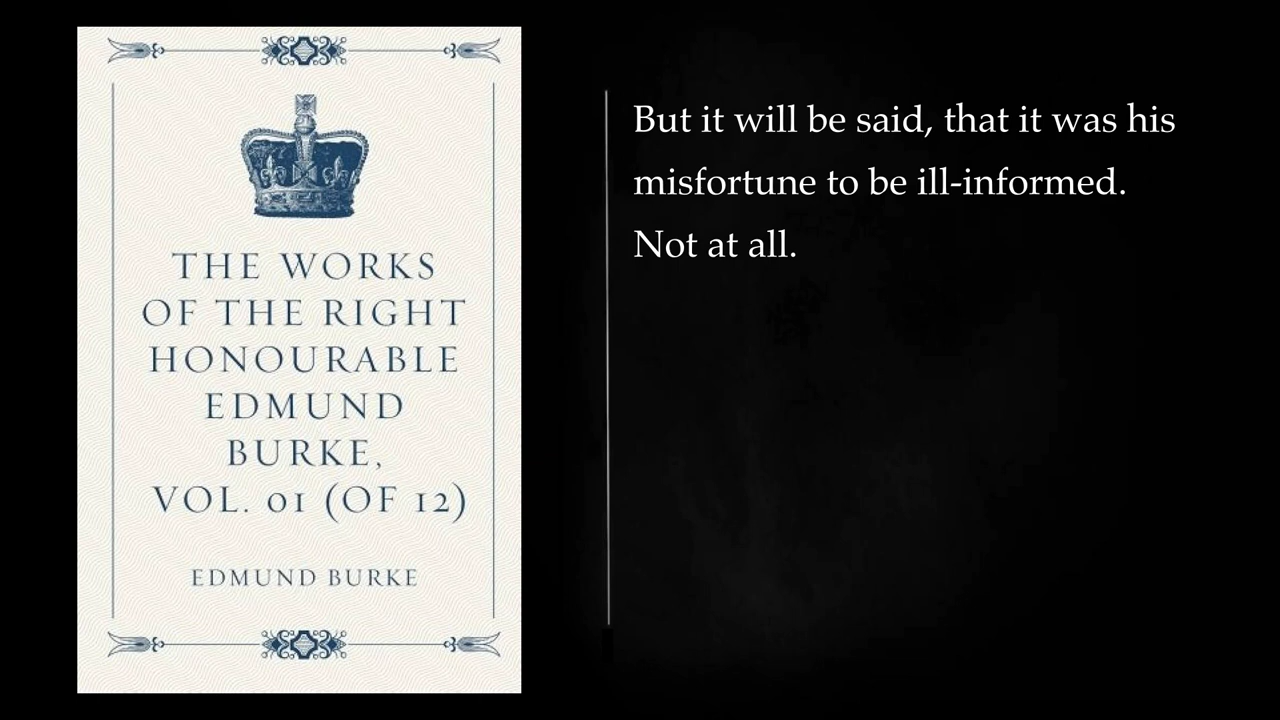 THE WORKS
OF THE RIGHT
HONOURABLE
EDMUND
BURKE,
VOL. 01 (OF 12)
EDMUND BURKE
But it will be said, that it was his
misfortune to be ill-informed.
Not at all.